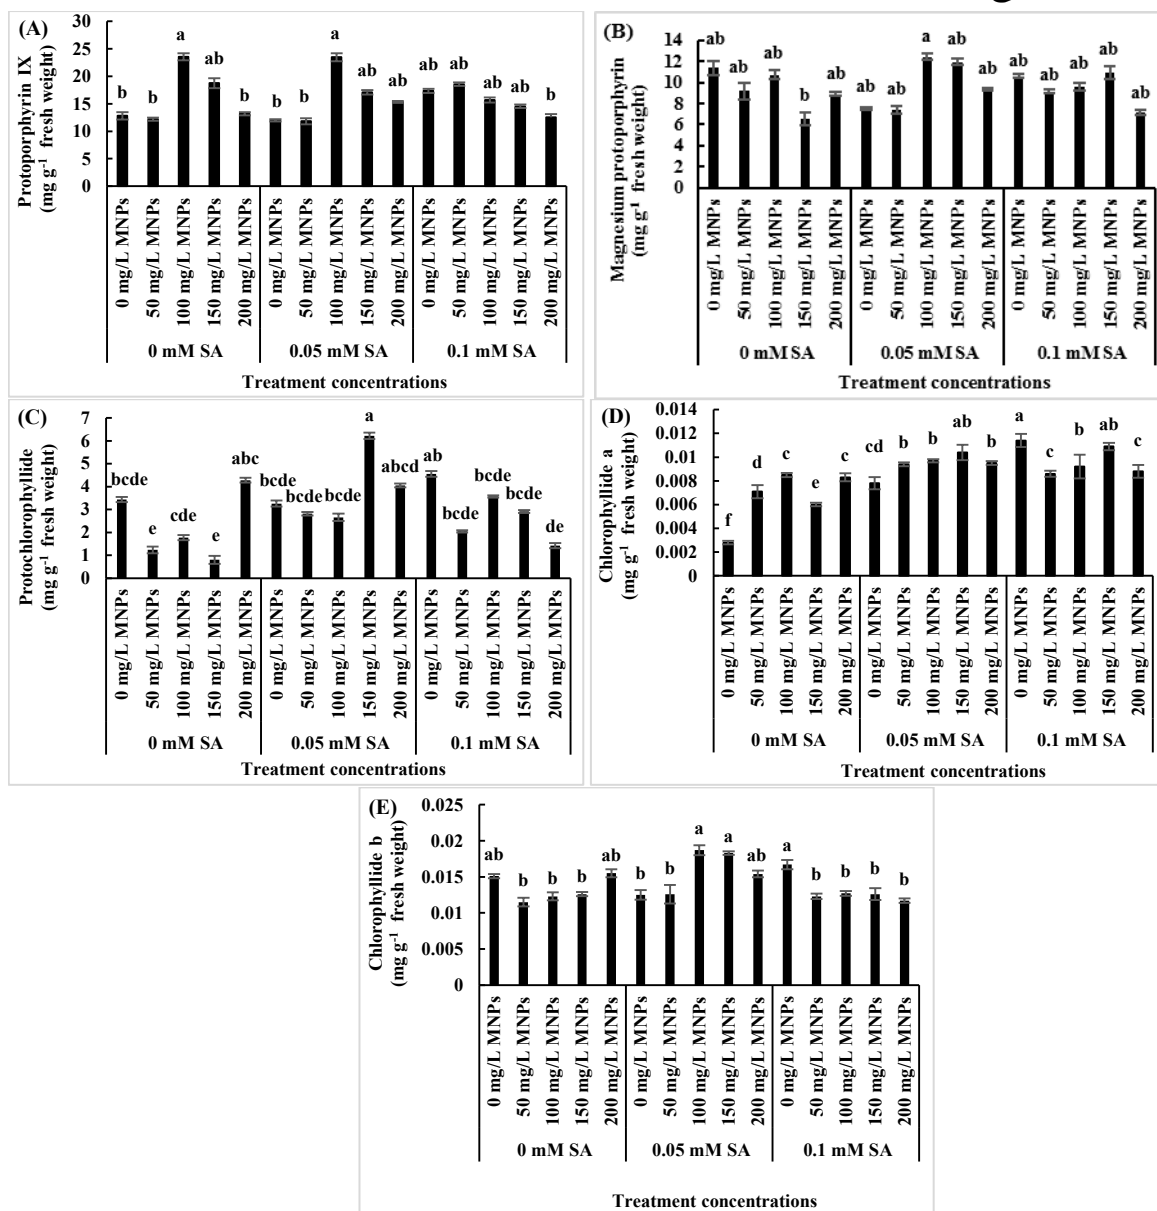 (A)
Protoporphyrin IX
(mg g⁻¹ fresh weight)
35
30
25
20
15
10
5
0
b b a ab b b b a ab ab ab ab ab ab b
0 mg/L MNPs
50 mg/L MNPs
100 mg/L MNPs
150 mg/L MNPs
200 mg/L MNPs
0 mg/L MNPs
50 mg/L MNPs
100 mg/L MNPs
150 mg/L MNPs
200 mg/L MNPs
0 mg/L MNPs
50 mg/L MNPs
100 mg/L MNPs
150 mg/L MNPs
200 mg/L MNPs
0 mM SA 0.05 mM SA 0.1 mM SA
Treatment concentrations
(B)
Magnesium protoporphyrin
(mg g⁻¹ fresh weight)
14
12
10
8
6
4
2
0
ab ab ab b ab ab ab a ab ab ab ab ab ab ab
0 mg/L MNPs
50 mg/L MNPs
100 mg/L MNPs
150 mg/L MNPs
200 mg/L MNPs
0 mg/L MNPs
50 mg/L MNPs
100 mg/L MNPs
150 mg/L MNPs
200 mg/L MNPs
0 mg/L MNPs
50 mg/L MNPs
100 mg/L MNPs
150 mg/L MNPs
200 mg/L MNPs
0 mM SA 0.05 mM SA 0.1 mM SA
Treatment concentrations
(C)
Protochlorophyllide
(mg g⁻¹ fresh weight)
7
6
5
4
3
2
1
0
bcde e cde e abc bcde bcde bcde a abcd bcde bcde bcde bcde de
0 mg/L MNPs
50 mg/L MNPs
100 mg/L MNPs
150 mg/L MNPs
200 mg/L MNPs
0 mg/L MNPs
50 mg/L MNPs
100 mg/L MNPs
150 mg/L MNPs
200 mg/L MNPs
0 mg/L MNPs
50 mg/L MNPs
100 mg/L MNPs
150 mg/L MNPs
200 mg/L MNPs
0 mM SA 0.05 mM SA 0.1 mM SA
Treatment concentrations
(D)
Chlorophyllide a
(mg g⁻¹ fresh weight)
0.014
0.012
0.01
0.008
0.006
0.004
0.002
0
f d c e c cd b b ab b a c b ab c
0 mg/L MNPs
50 mg/L MNPs
100 mg/L MNPs
150 mg/L MNPs
200 mg/L MNPs
0 mg/L MNPs
50 mg/L MNPs
100 mg/L MNPs
150 mg/L MNPs
200 mg/L MNPs
0 mg/L MNPs
50 mg/L MNPs
100 mg/L MNPs
150 mg/L MNPs
200 mg/L MNPs
0 mM SA 0.05 mM SA 0.1 mM SA
Treatment concentrations
(E)
Chlorophyllide b
(mg g⁻¹ fresh weight)
0.025
0.02
0.015
0.01
0.005
0
ab b b b ab b b a a ab a b b b b
0 mg/L MNPs
50 mg/L MNPs
100 mg/L MNPs
150 mg/L MNPs
200 mg/L MNPs
0 mg/L MNPs
50 mg/L MNPs
100 mg/L MNPs
150 mg/L MNPs
200 mg/L MNPs
0 mg/L MNPs
50 mg/L MNPs
100 mg/L MNPs
150 mg/L MNPs
200 mg/L MNPs
0 mM SA 0.05 mM SA 0.1 mM SA
Treatment concentrations